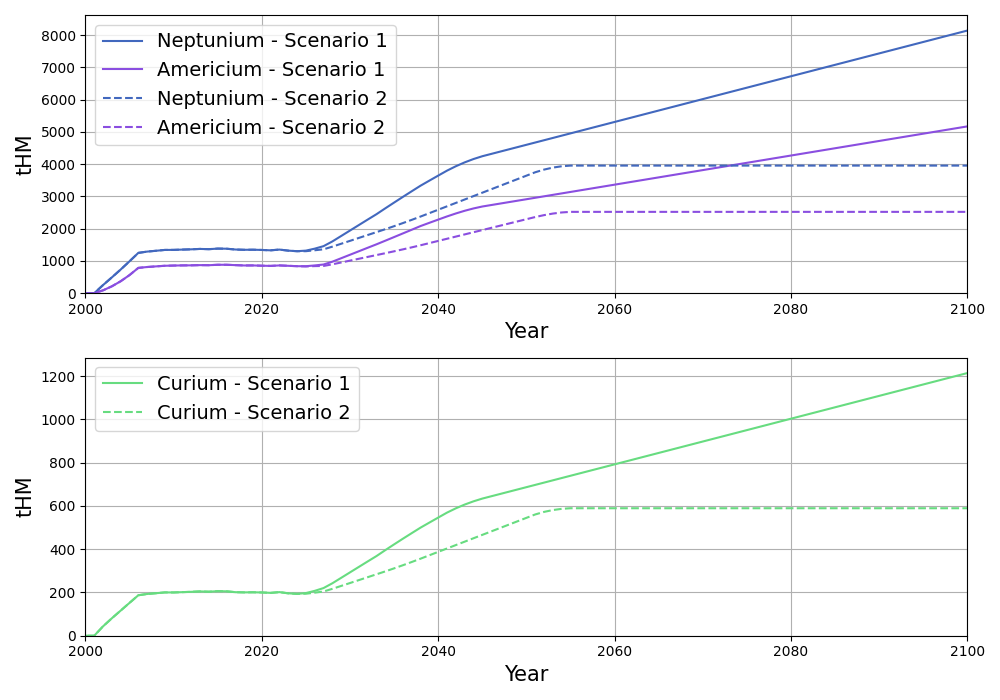 8000
7000
6000
5000
4000
3000
2000
1000
0
tHM
Neptunium - Scenario 1
Americium - Scenario 1
Neptunium - Scenario 2
Americium - Scenario 2
2000 2020 2040 2060 2080 2100
Year
1200
1000
800
600
400
200
0
tHM
Curium - Scenario 1
Curium - Scenario 2
2000 2020 2040 2060 2080 2100
Year